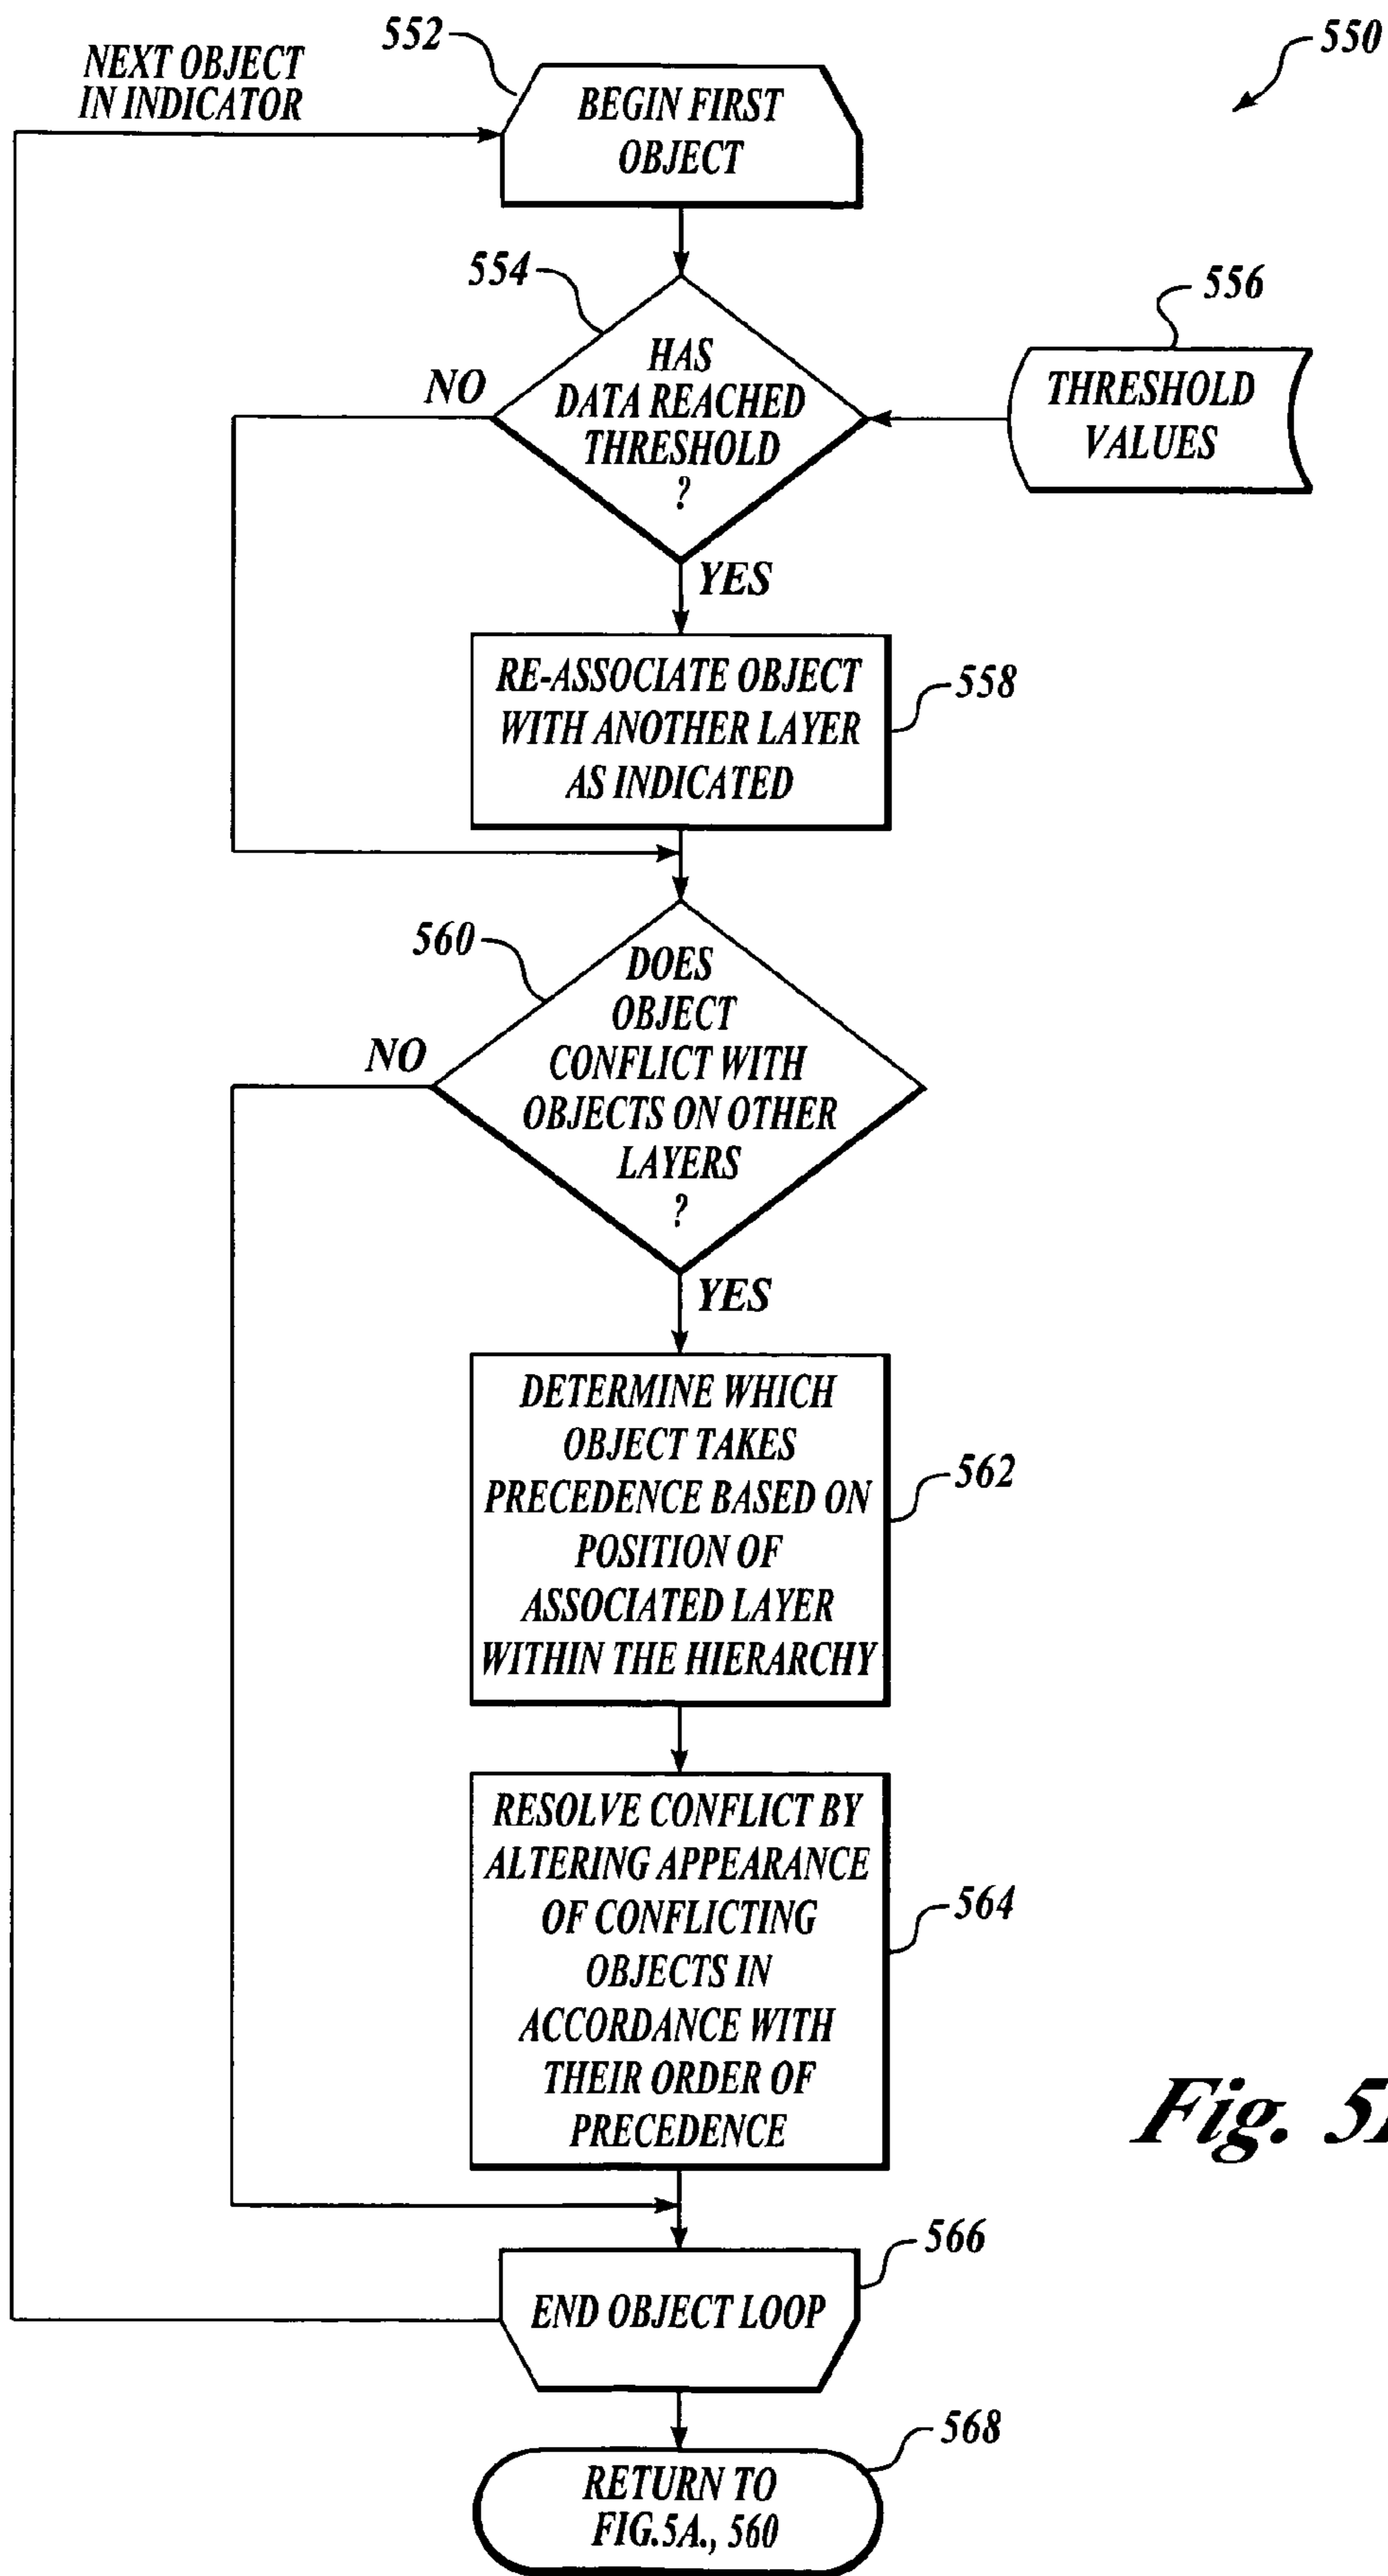 552
550
NEXT OBJECT
IN INDICATOR
BEGIN FIRST
OBJECT
554
556
HAS
DATA REACHED
THRESHOLD
?
NO
THRESHOLD
VALUES
YES
RE-ASSOCIATE OBJECT
WITH ANOTHER LAYER
AS INDICATED
558
560
DOES
OBJECT
CONFLICT WITH
OBJECTS ON OTHER
LAYERS
?
NO
YES
DETERMINE WHICH
OBJECT TAKES
PRECEDENCE BASED ON
POSITION OF
ASSOCIATED LAYER
WITHIN THE HIERARCHY
562
RESOLVE CONFLICT BY
ALTERING APPEARANCE
OF CONFLICTING
OBJECTS IN
ACCORDANCE WITH
THEIR ORDER OF
PRECEDENCE
564
Fig.
566
END OBJECT LOOP
568
RETURN TO
FIG.5A., 560